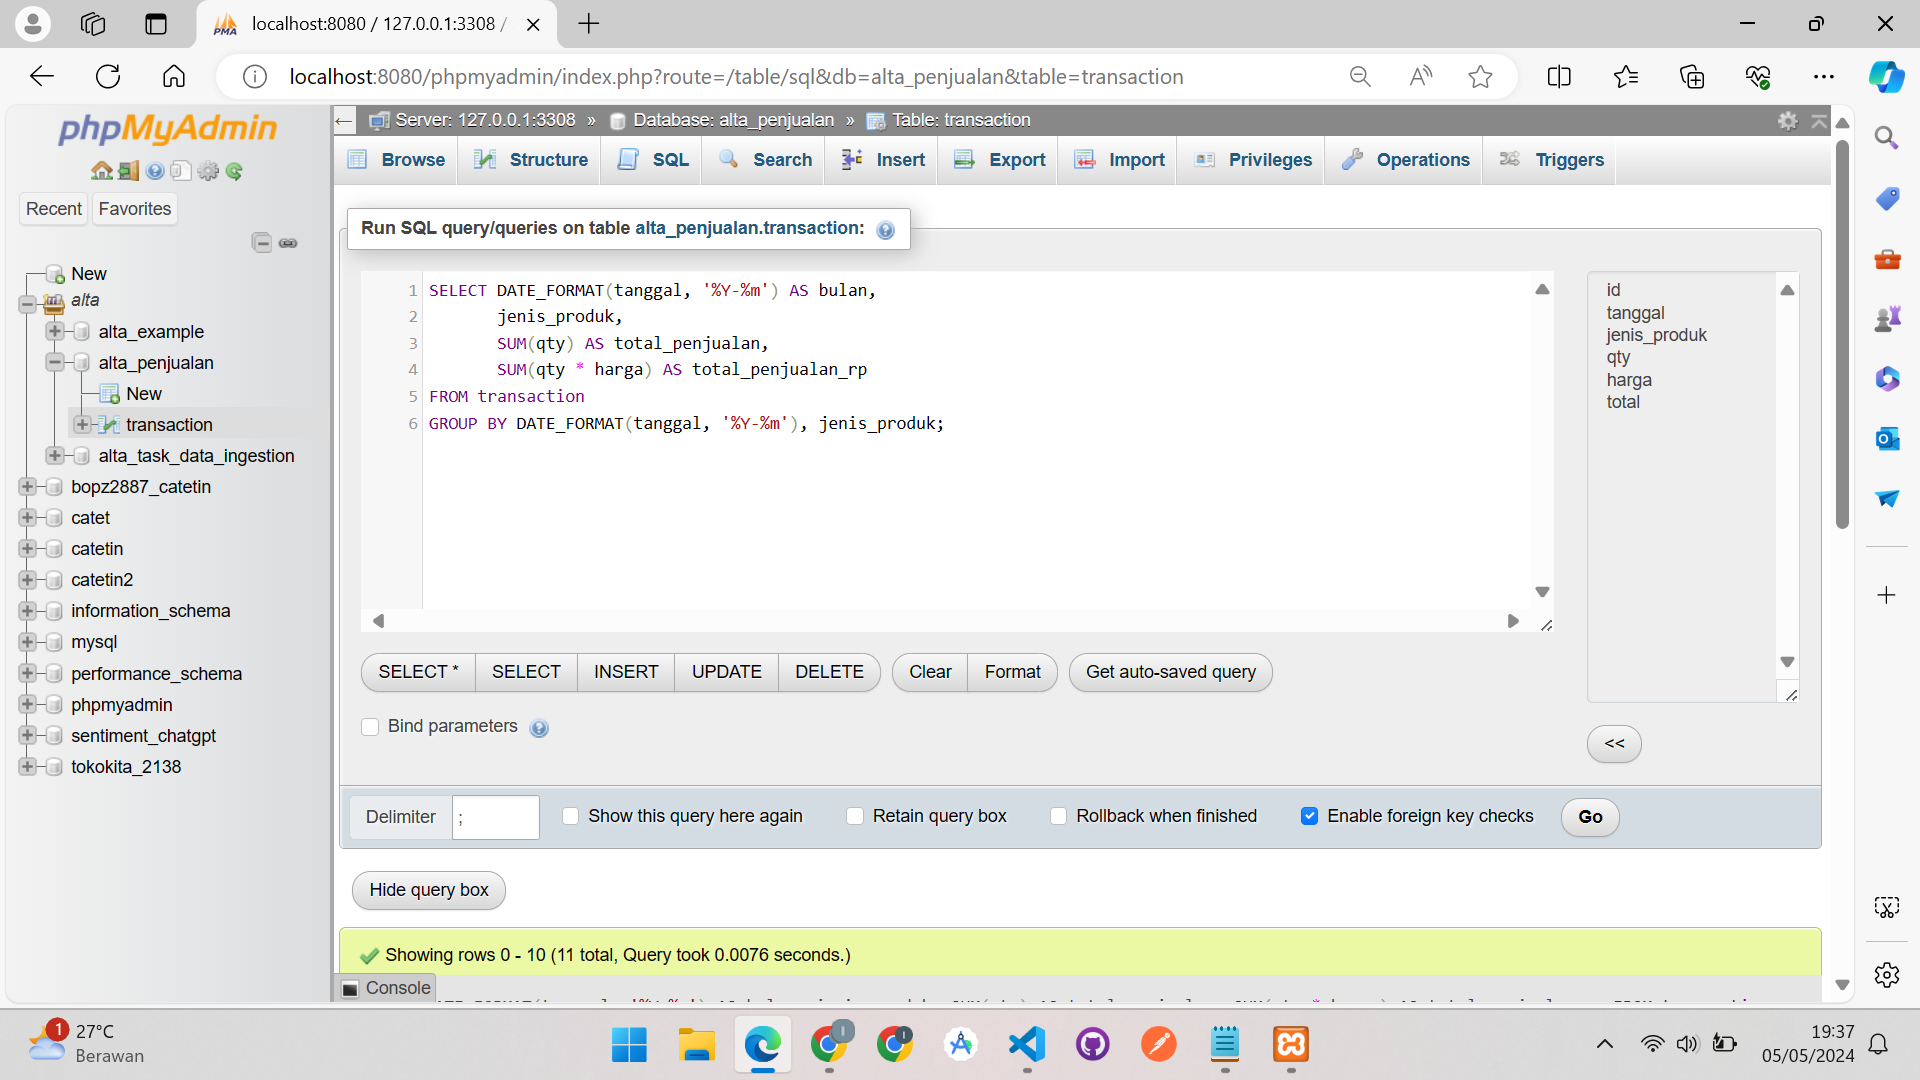 localhost:8080 / 127.0.0.1:3308 /
localhost:8080/phpmyadmin/index.php?route=/table/sql&db=alta_penjualan&table=transaction
phpMyAdmin
Recent
Favorites
New
alta
alta_example
alta_penjualan
New
transaction
alta_task_data_ingestion
bopz2887_catetin
catet
catetin
catetin2
information_schema
mysql
performance_schema
phpmyadmin
sentiment_chatgpt
tokokita_2138
Server: 127.0.0.1:3308 » Database: alta_penjualan » Table: transaction
Browse Structure SQL Search Insert Export Import Privileges Operations Triggers
Run SQL query/queries on table alta_penjualan.transaction:
1 SELECT DATE_FORMAT(tanggal, '%Y-%m') AS bulan,
2 jenis_produk,
3 SUM(qty) AS total_penjualan,
4 SUM(qty * harga) AS total_penjualan_rp
5 FROM transaction
6 GROUP BY DATE_FORMAT(tanggal, '%Y-%m'), jenis_produk;
id
tanggal
jenis_produk
qty
harga
total
SELECT * SELECT INSERT UPDATE DELETE Clear Format Get auto-saved query
Bind parameters
<<
Delimiter ; Show this query here again Retain query box Rollback when finished Enable foreign key checks Go
Hide query box
Showing rows 0 - 10 (11 total, Query took 0.0076 seconds.)
Console
1
27°C
Berawan
19:37
05/05/2024